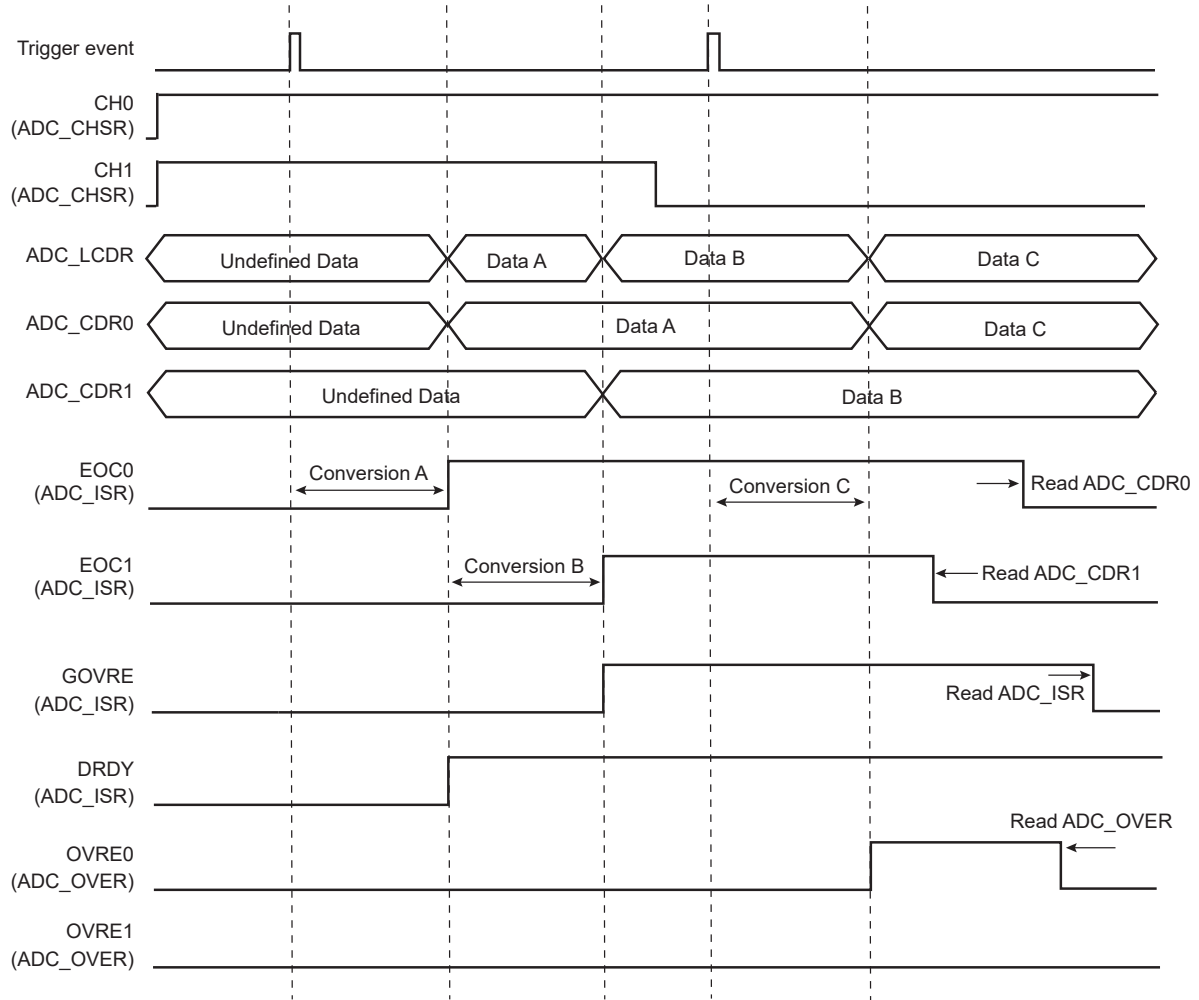 Trigger event
CH0
(ADC_CHSR)
CH1
(ADC_CHSR)
ADC_LCDR
Undefined Data
Data A
Data B
Data C
ADC_CDR0
Undefined Data
Data A
Data C
ADC_CDR1
Undefined Data
Data B
EOC0
(ADC_ISR)
Conversion A
Conversion C
Read ADC_CDR0
EOC1
(ADC_ISR)
Conversion B
Read ADC_CDR1
GOVRE
(ADC_ISR)
Read ADC_ISR
DRDY
(ADC_ISR)
Read ADC_OVER
OVRE0
(ADC_OVER)
OVRE1
(ADC_OVER)